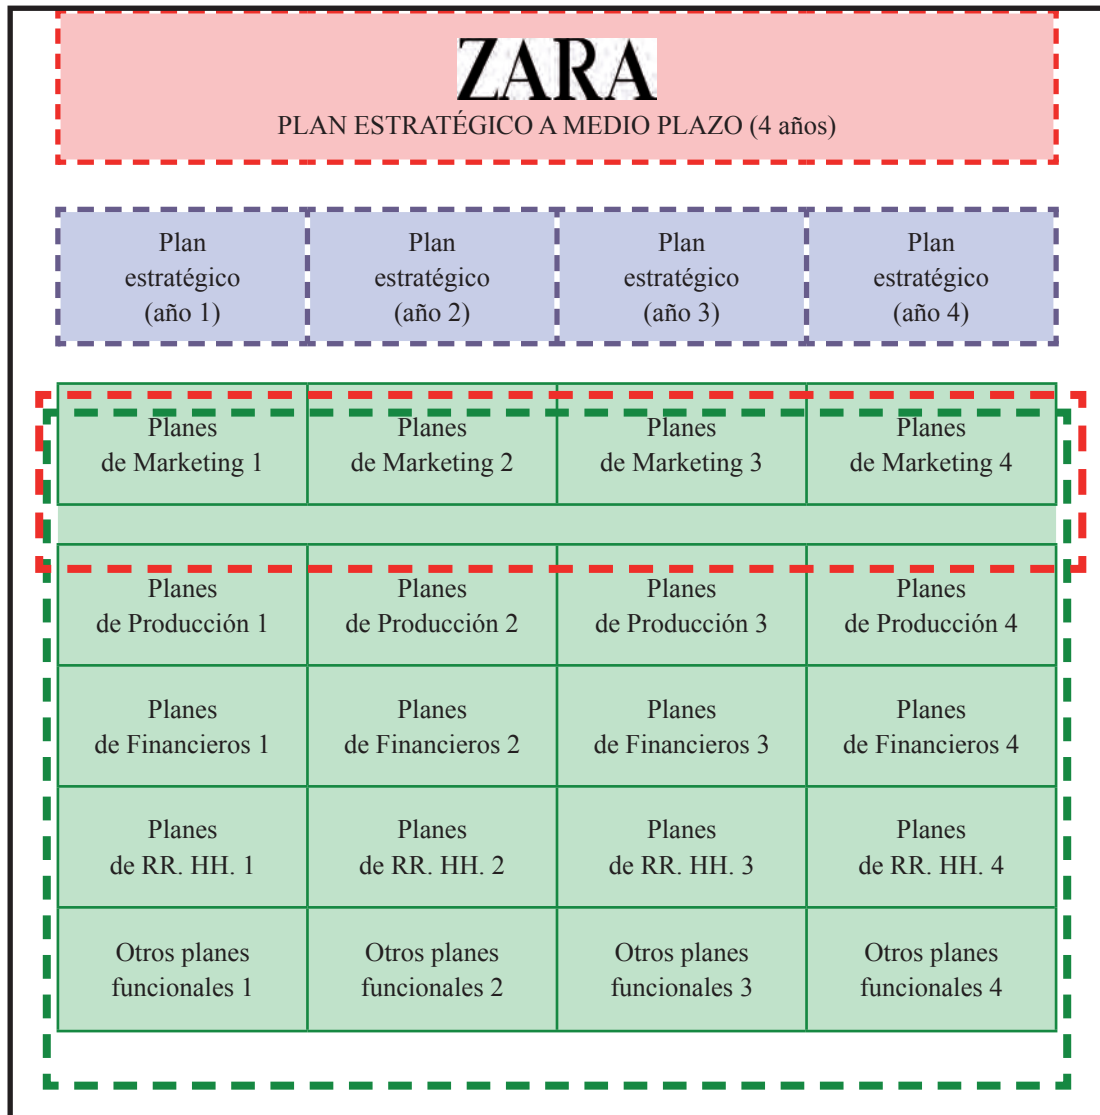 ZARA
PLAN ESTRATÉGICO A MEDIO PLAZO (4 años)
Plan
estratégico
(año 1)
Plan
estratégico
(año 2)
Plan
estratégico
(año 3)
Plan
estratégico
(año 4)
Planes
de Marketing 1
Planes
de Marketing 2
Planes
de Marketing 3
Planes
de Marketing 4
Planes
de Producción 1
Planes
de Producción 2
Planes
de Producción 3
Planes
de Producción 4
Planes
de Financieros 1
Planes
de Financieros 2
Planes
de Financieros 3
Planes
de Financieros 4
Planes
de RR. HH. 1
Planes
de RR. HH. 2
Planes
de RR. HH. 3
Planes
de RR. HH. 4
Otros planes
funcionales 1
Otros planes
funcionales 2
Otros planes
funcionales 3
Otros planes
funcionales 4